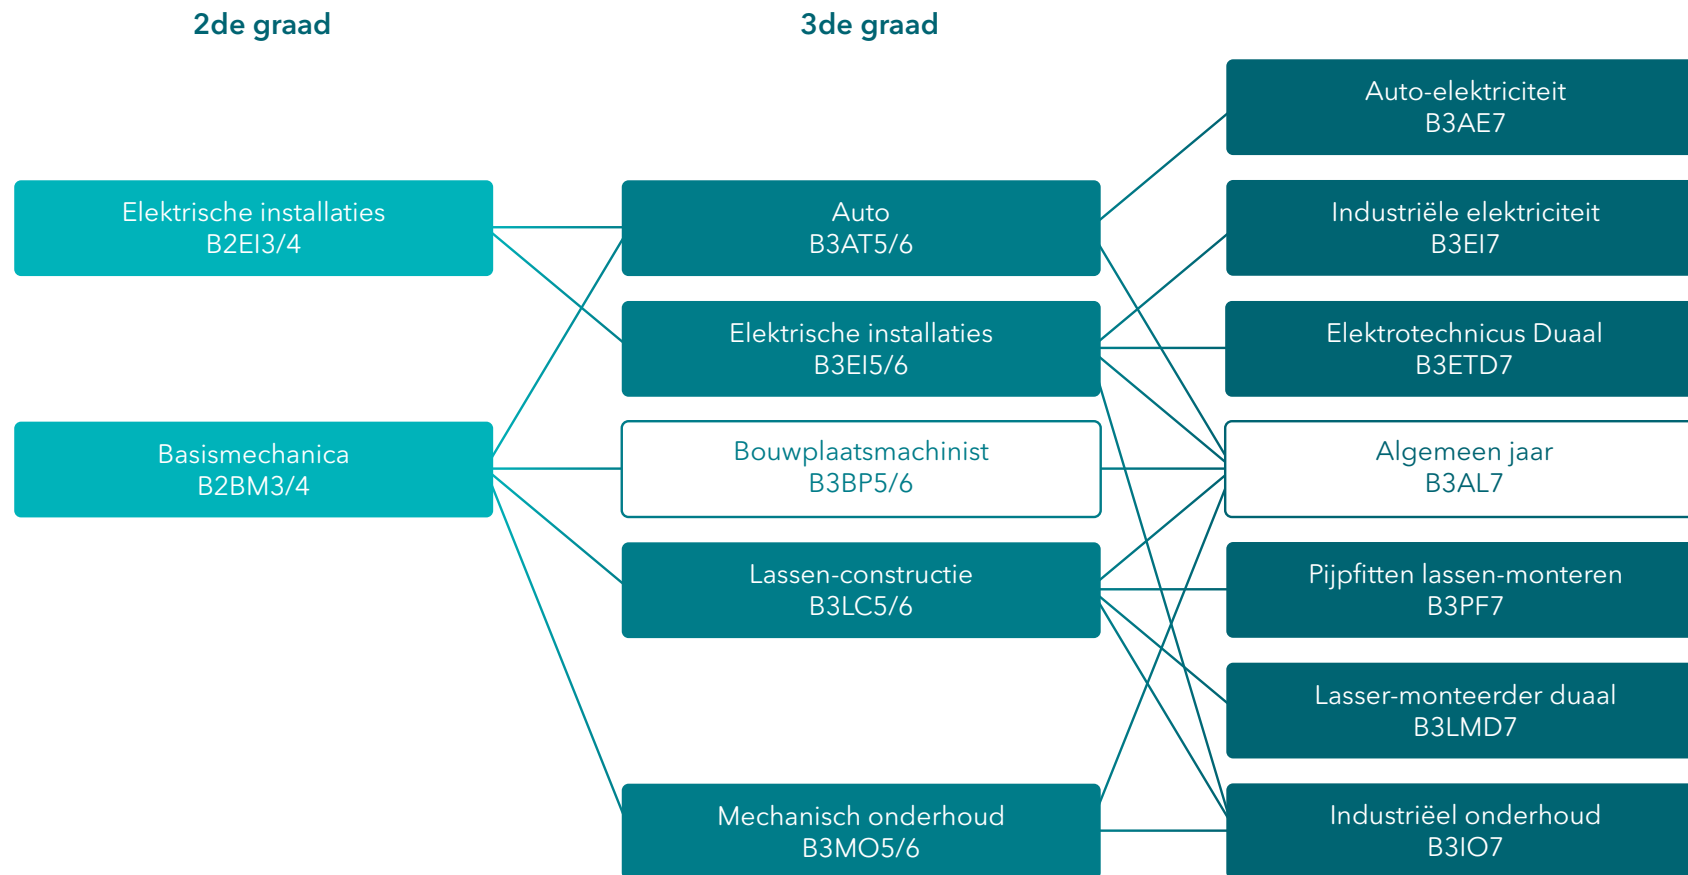 2de graad
3de graad
Auto-elektriciteit
B3AE7
Elektrische installaties
B2EI3/4
Auto
B3AT5/6
Industriële elektriciteit
B3EI7
Elektrische installaties
B3EI5/6
Elektrotechnicus Duaal
B3ETD7
Basismechanica
B2BM3/4
Bouwplaatsmachinist
B3BP5/6
Algemeen jaar
B3AL7
Lassen-constructie
B3LC5/6
Pijpfitten lassen-monteren
B3PF7
Lasser-monteerder duaal
B3LMD7
Mechanisch onderhoud
B3MO5/6
Industriëel onderhoud
B3IO7